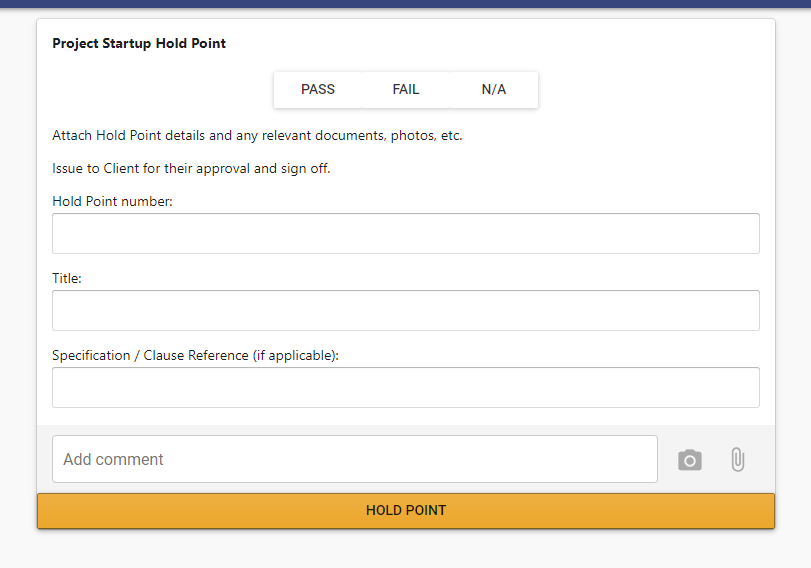 Project Startup Hold Point
PASS FAIL N/A
Attach Hold Point details and any relevant documents, photos, etc.
Issue to Client for their approval and sign off.
Hold Point number:
Title:
Specification / Clause Reference (if applicable):
Add comment
HOLD POINT